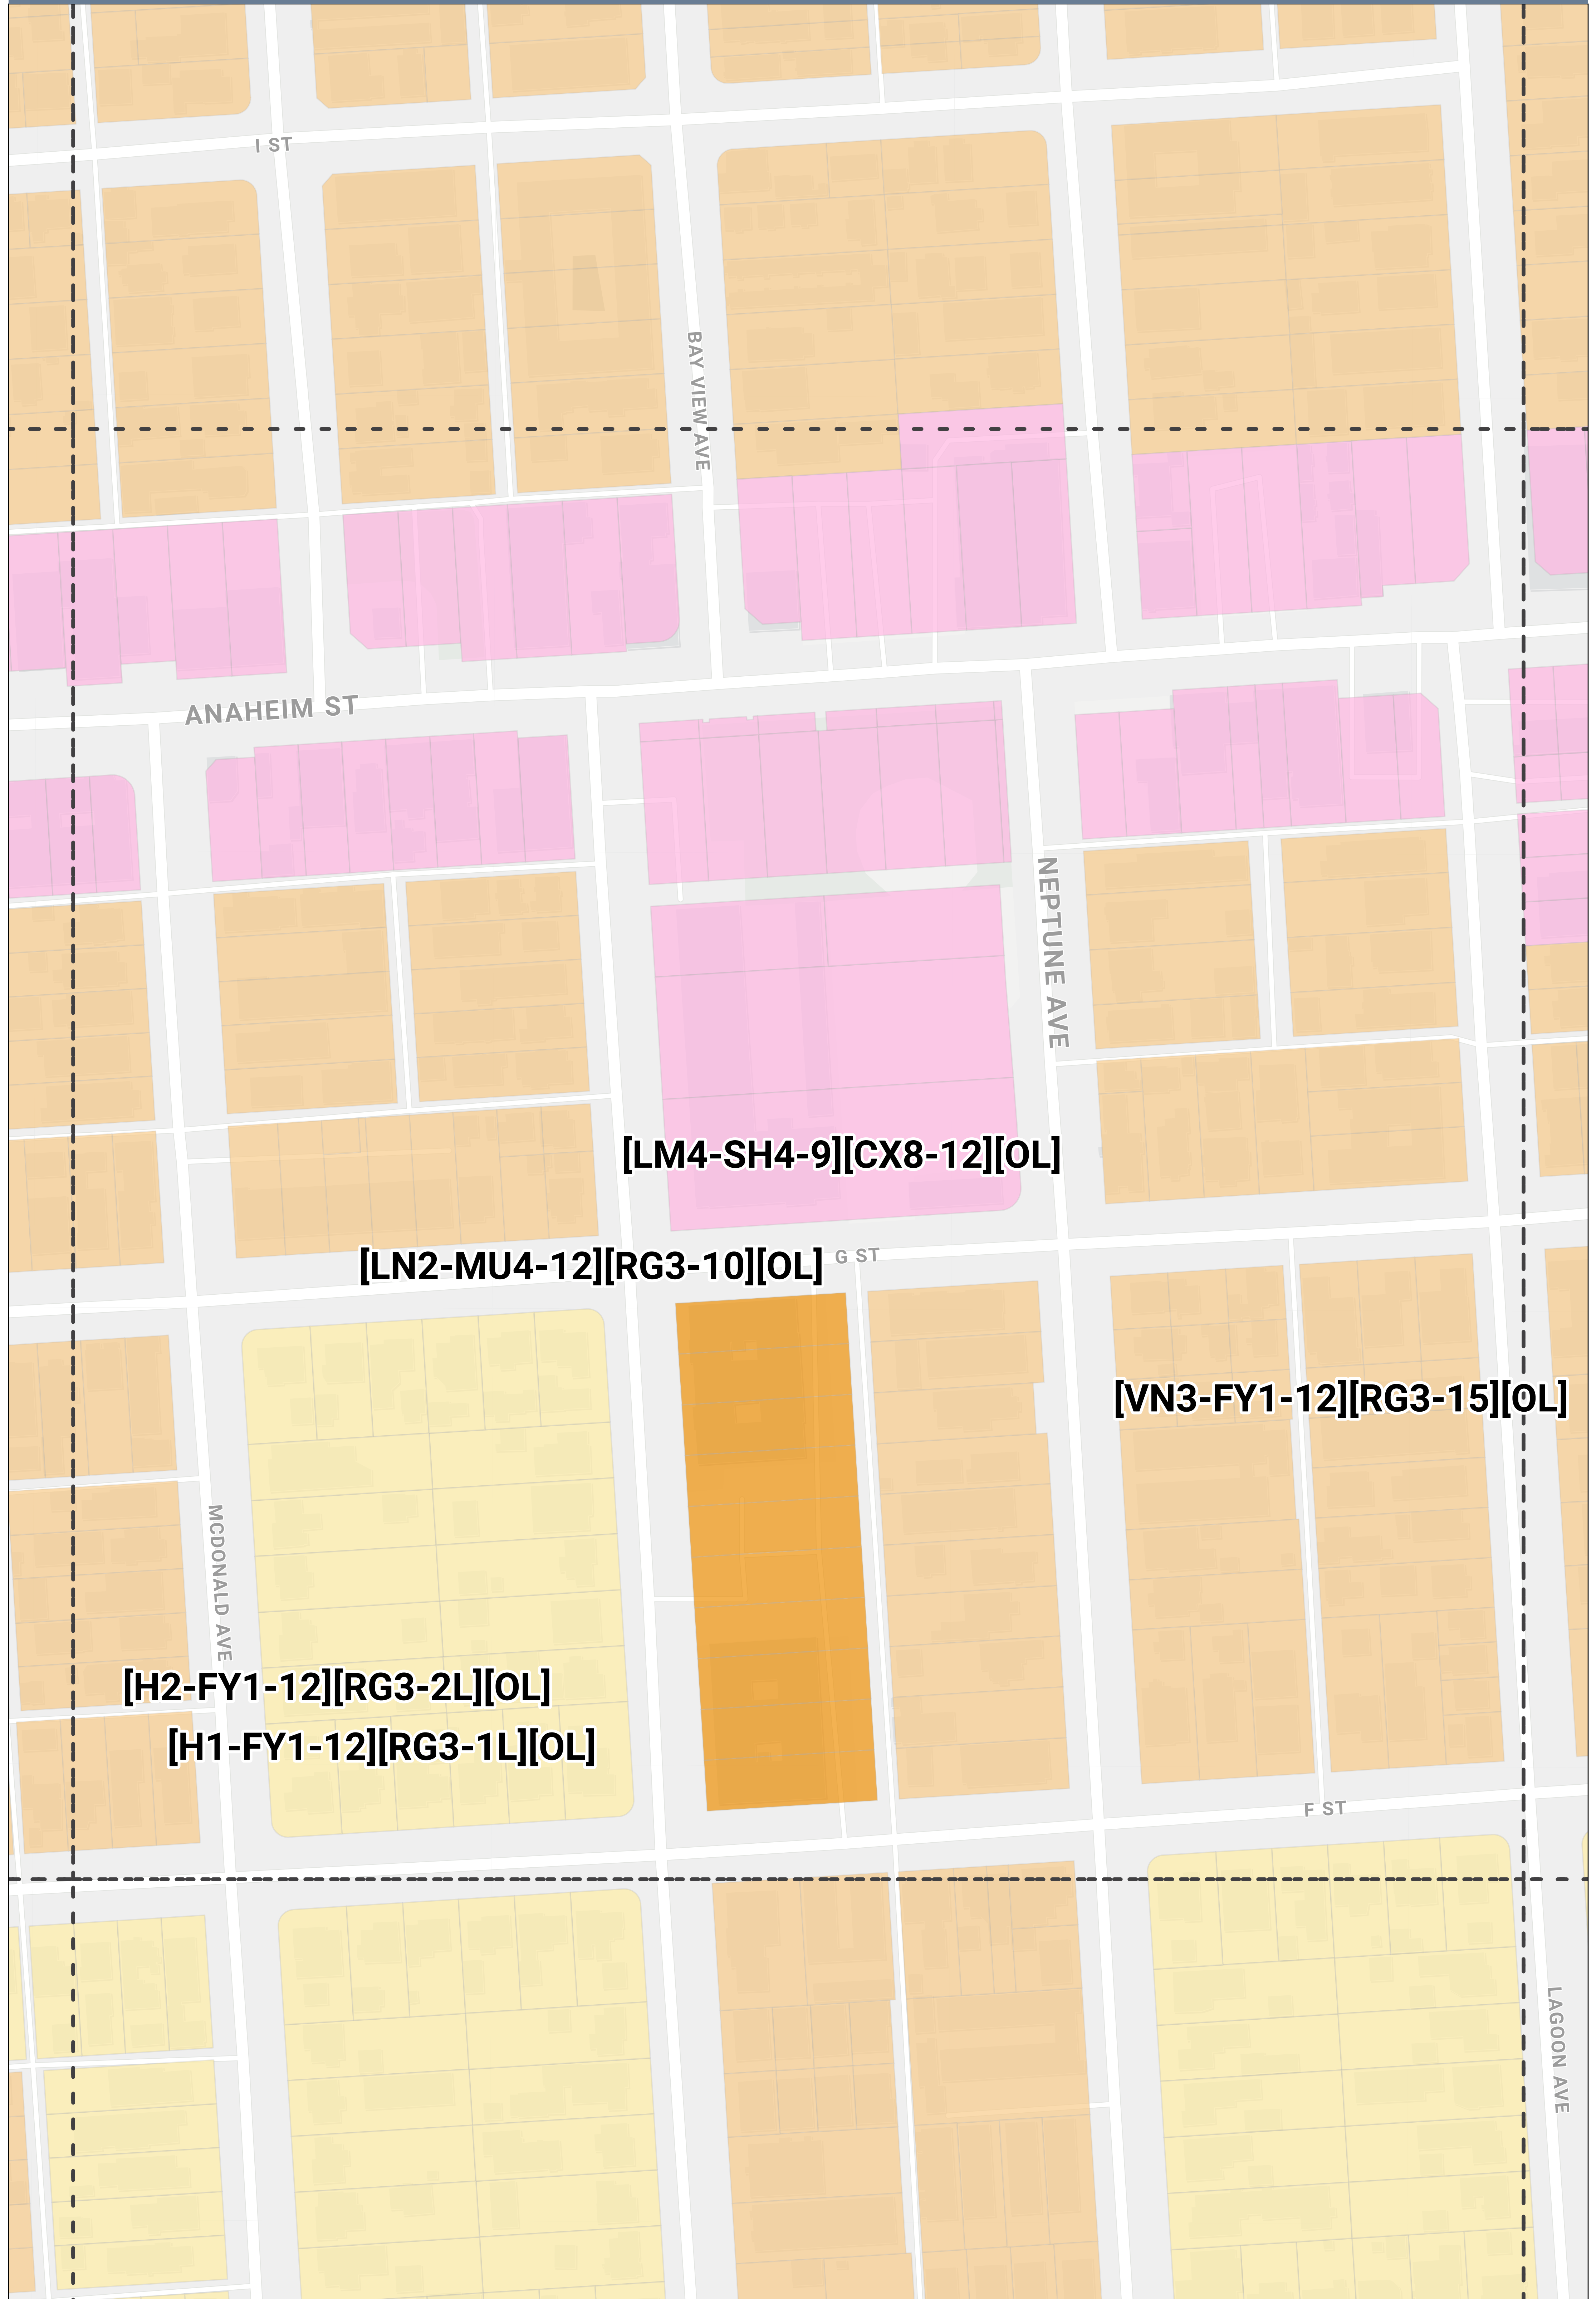 I ST
BAY VIEW AVE
ANAHEIM ST
NEPTUNE AVE
[LM4-SH4-9][CX8-12][OL]
G ST
[LN2-MU4-12][RG3-10][OL]
[VN3-FY1-12][RG3-15][OL]
MCDONALD AVE
[H2-FY1-12][RG3-2L][OL]
[H1-FY1-12][RG3-1L][OL]
F ST
LAGOON AVE